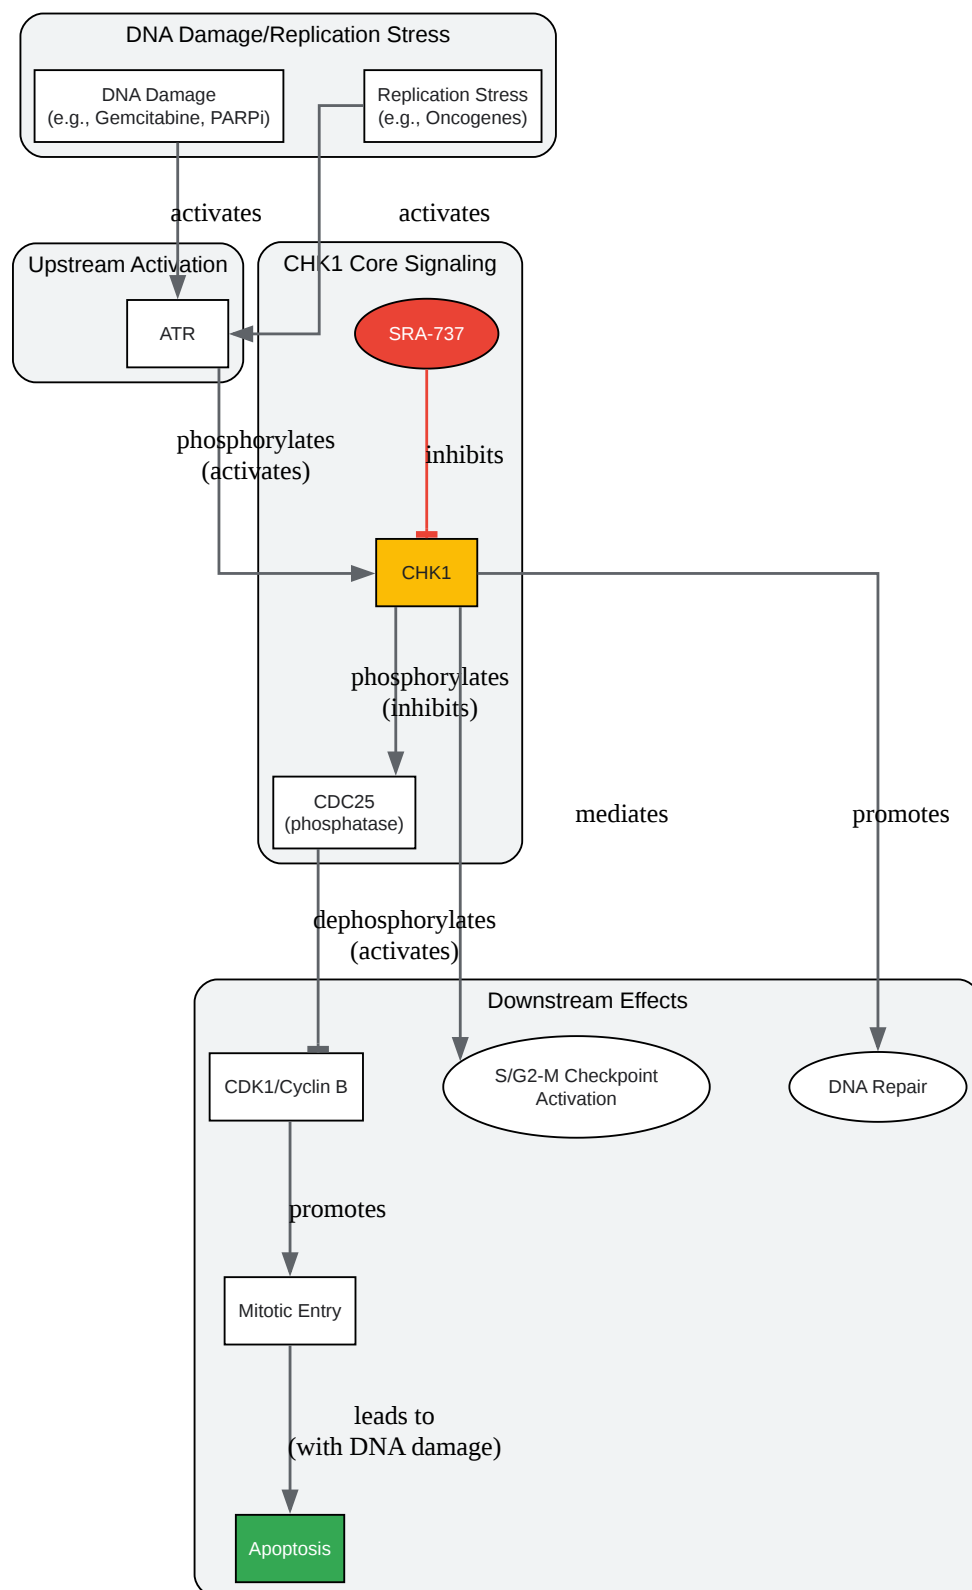 DNA Damage/Replication Stress
DNA Damage
(e.g., Gemcitabine, PARPi)
Replication Stress
(e.g., Oncogenes)
activates
activates
Upstream Activation
CHK1 Core Signaling
ATR
SRA-737
phosphorylates
(activates)
inhibits
CHK1
phosphorylates
(inhibits)
CDC25
(phosphatase)
mediates
promotes
dephosphorylates
(activates)
Downstream Effects
CDK1/Cyclin B
S/G2-M Checkpoint
Activation
DNA Repair
promotes
Mitotic Entry
leads to
(with DNA damage)
Apoptosis